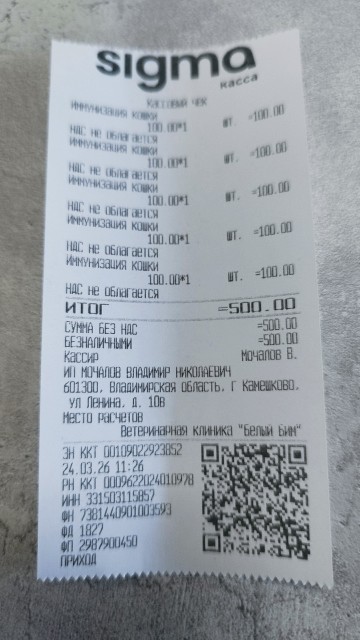 sigma
касса
КАССОВЫЙ ЧЕК
ИММУНИЗАЦИЯ КОШКИ
100.00*1 ШТ. =100.00
НДС НЕ ОБЛАГАЕТСЯ
ИММУНИЗАЦИЯ КОШКИ
100.00*1 ШТ. =100.00
НДС НЕ ОБЛАГАЕТСЯ
ИММУНИЗАЦИЯ КОШКИ
100.00*1 ШТ. =100.00
НДС НЕ ОБЛАГАЕТСЯ
ИММУНИЗАЦИЯ КОШКИ
100.00*1 ШТ. =100.00
НДС НЕ ОБЛАГАЕТСЯ
ИММУНИЗАЦИЯ КОШКИ
100.00*1 ШТ. =100.00
НДС НЕ ОБЛАГАЕТСЯ
ИТОГ =500.00
СУММА БЕЗ НДС =500.00
БЕЗНАЛИЧНЫМИ =500.00
Кассир Мочалов В.
ИП МОЧАЛОВ ВЛАДИМИР НИКОЛАЕВИЧ
601300, Владимирская область, г Камешково,
ул Ленина, д. 10в
Место расчетов
Ветеринарная клиника "Белый Бим"
ЗН ККТ 00109022923852
24.03.26 11:26
РН ККТ 0009622024010978
ИНН 331503115857
ФН 7381440901003593
ФД 1827
ФП 2987900450
ПРИХОД